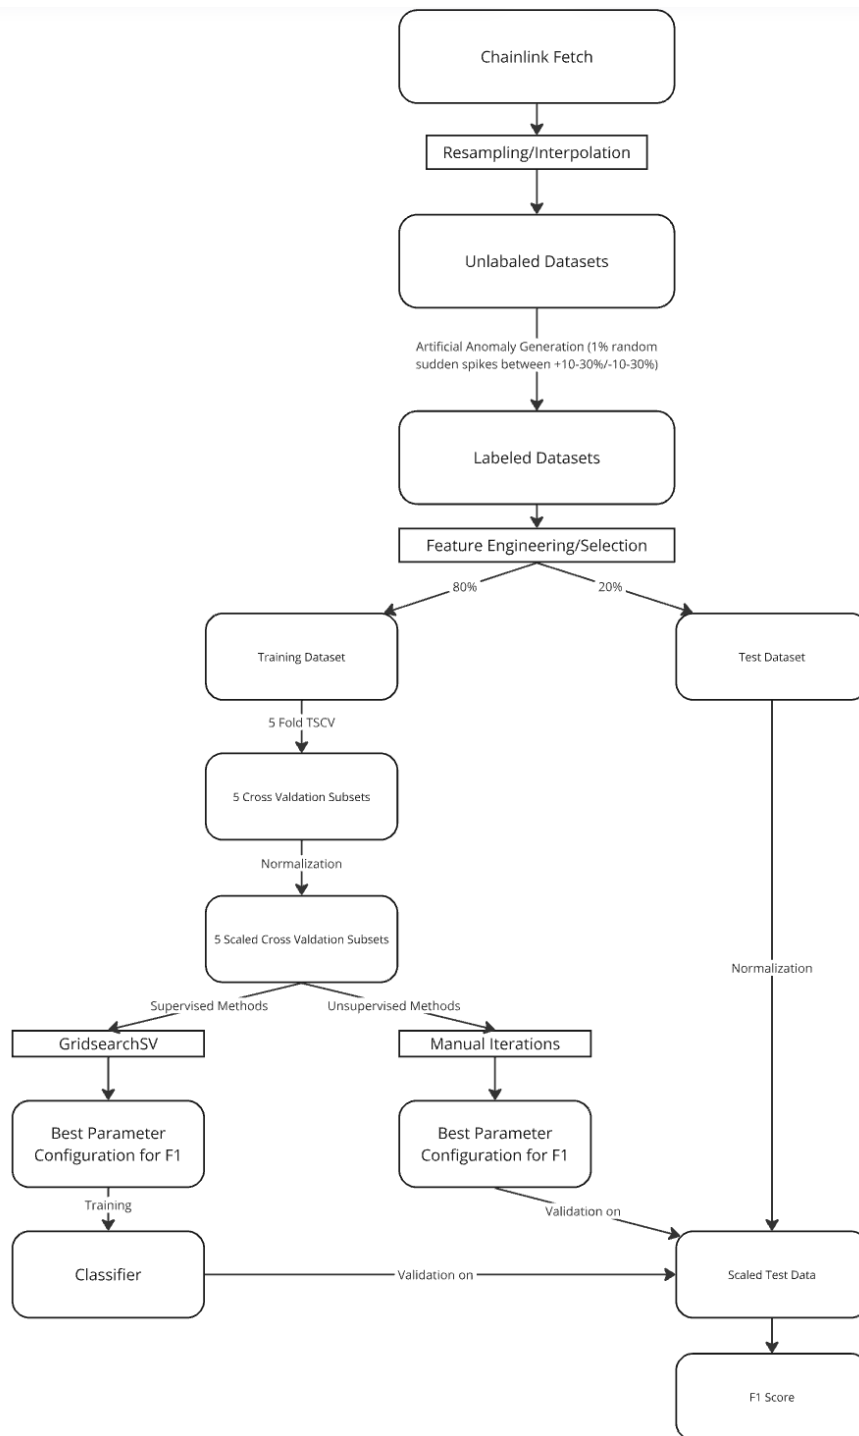 Chainlink Fetch
Resampling/Interpolation
Unlabaled Datasets
Artificial Anomaly Generation (1% random
sudden spikes between +10-30%/-10-30%)
Labeled Datasets
Feature Engineering/Selection
80%
20%
Training Dataset
Test Dataset
5 Fold TSCV
5 Cross Valdation Subsets
Normalization
5 Scaled Cross Valdation Subsets
Normalization
Supervised Methods
Unsupervised Methods
GridsearchSV
Manual Iterations
Best Parameter
Configuration for F1
Best Parameter
Configuration for F1
Training
Validation on
Classifier
Validation on
Scaled Test Data
F1 Score